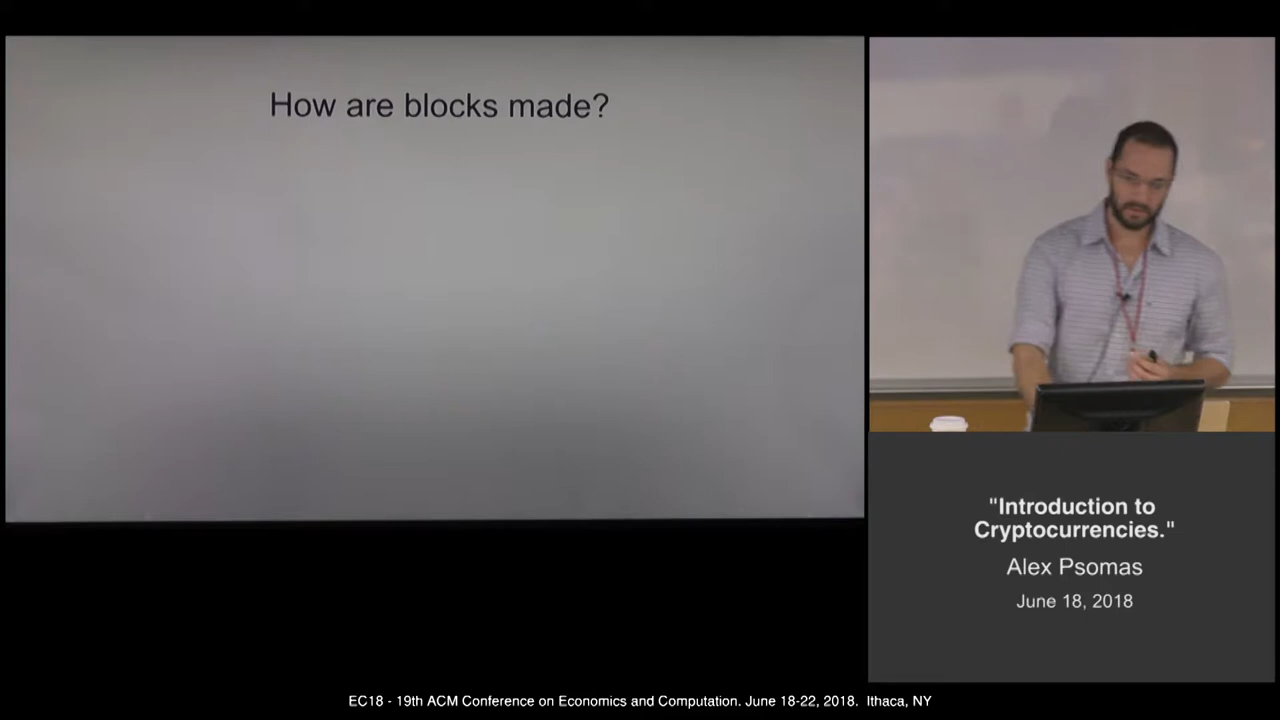 How are blocks made?
"Introduction to
Cryptocurrencies."
Alex Psomas
June 18, 2018
EC18 - 19th ACM Conference on Economics and Computation. June 18-22, 2018. Ithaca, NY